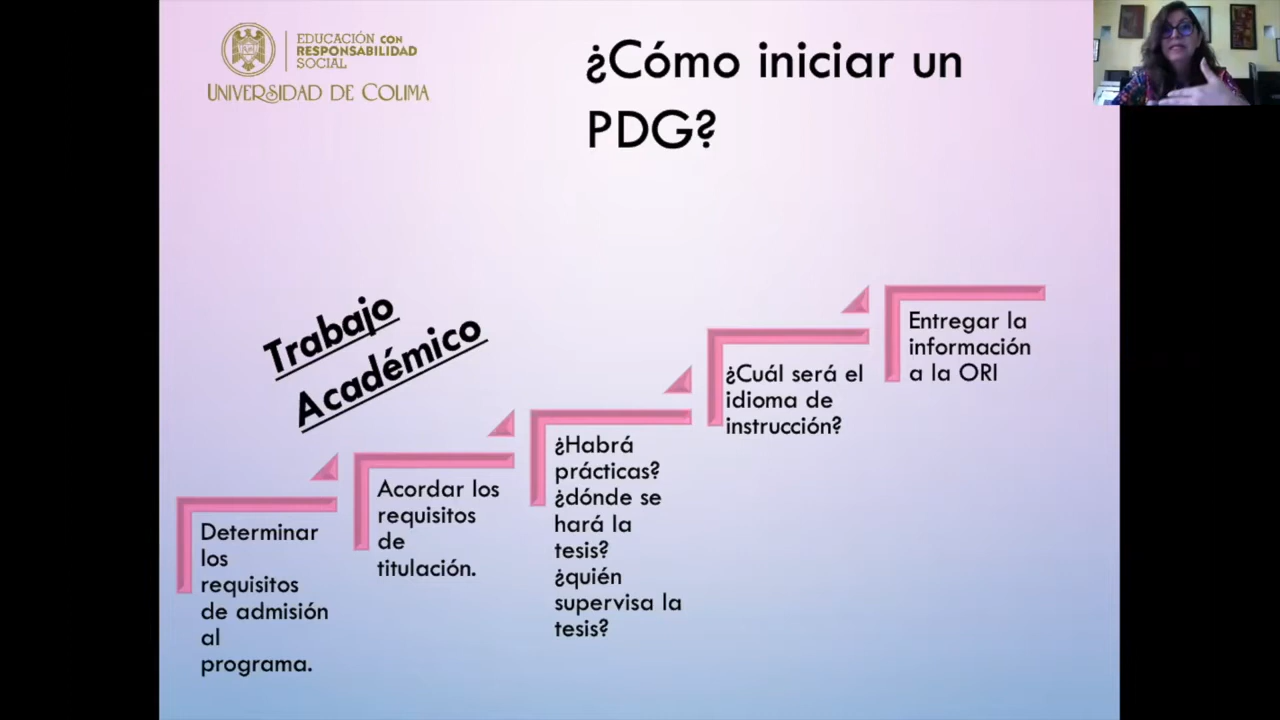 EDUCACIÓN CON
RESPONSABILIDAD
SOCIAL
UNIVERSIDAD DE COLIMA
¿Cómo iniciar un
PDG?
Trabajo
Académico
Determinar
los
requisitos
de admisión
al
programa.
Acordar los
requisitos
de
titulación.
¿Habrá
prácticas?
¿dónde se
hará la
tesis?
¿quién
supervisa la
tesis?
¿Cuál será el
idioma de
instrucción?
Entregar la
información
a la ORI